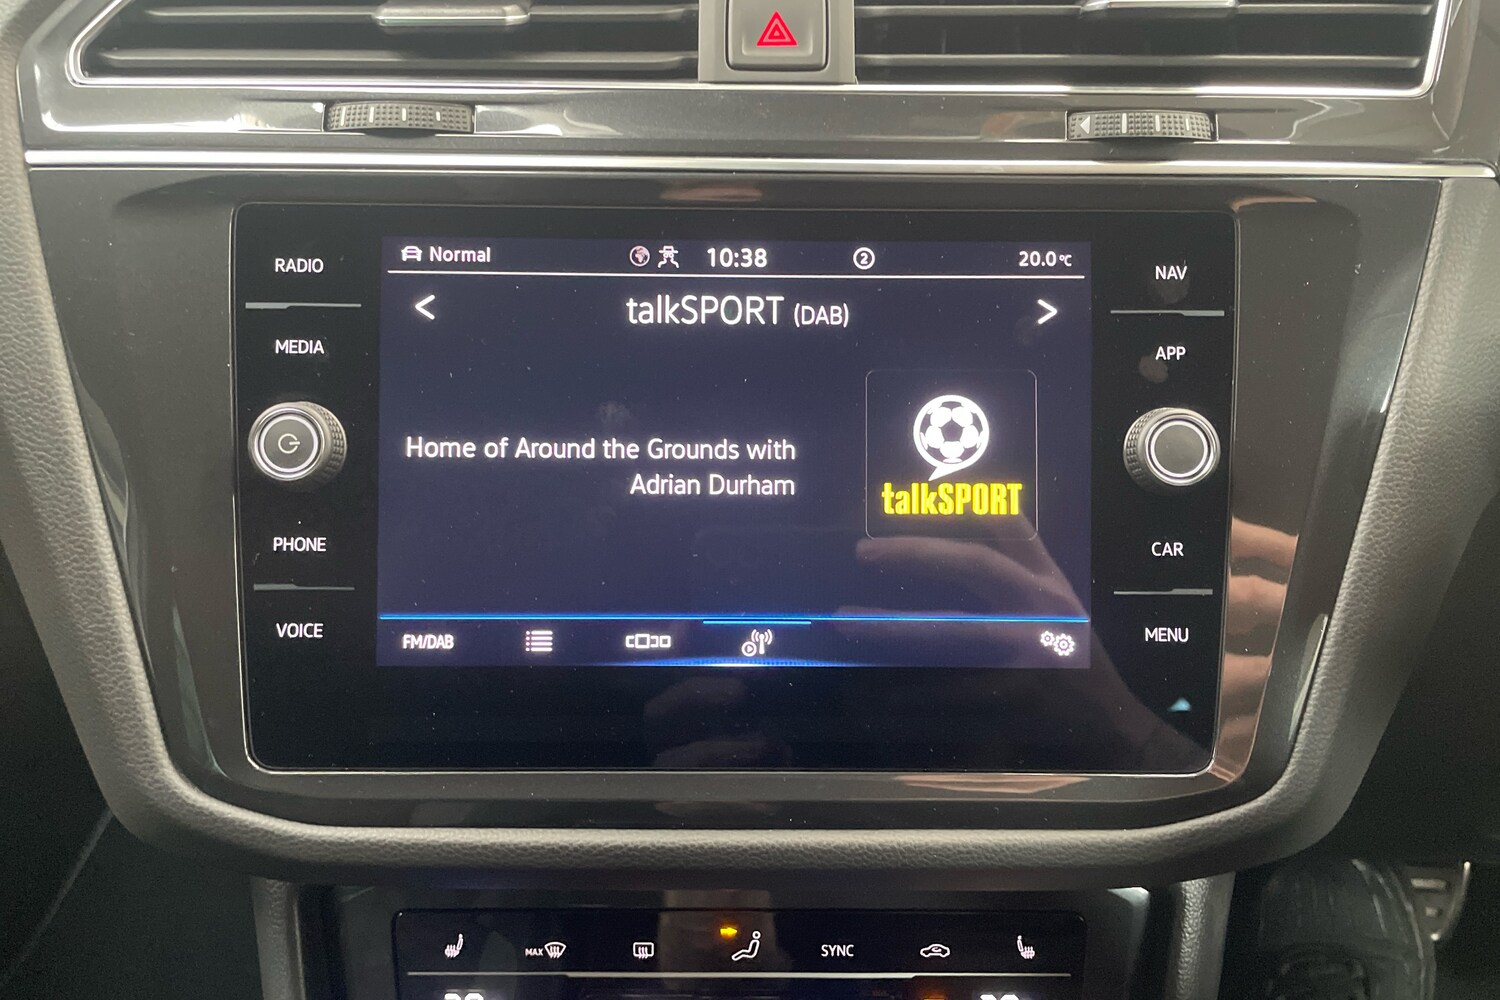 RADIO
MEDIA
PHONE
VOICE
Normal
10:38
2
20.0°C
< talkSPORT (DAB) >
Home of Around the Grounds with
Adrian Durham
talkSPORT
FM/DAB
NAV
APP
CAR
MENU
MAX
SYNC